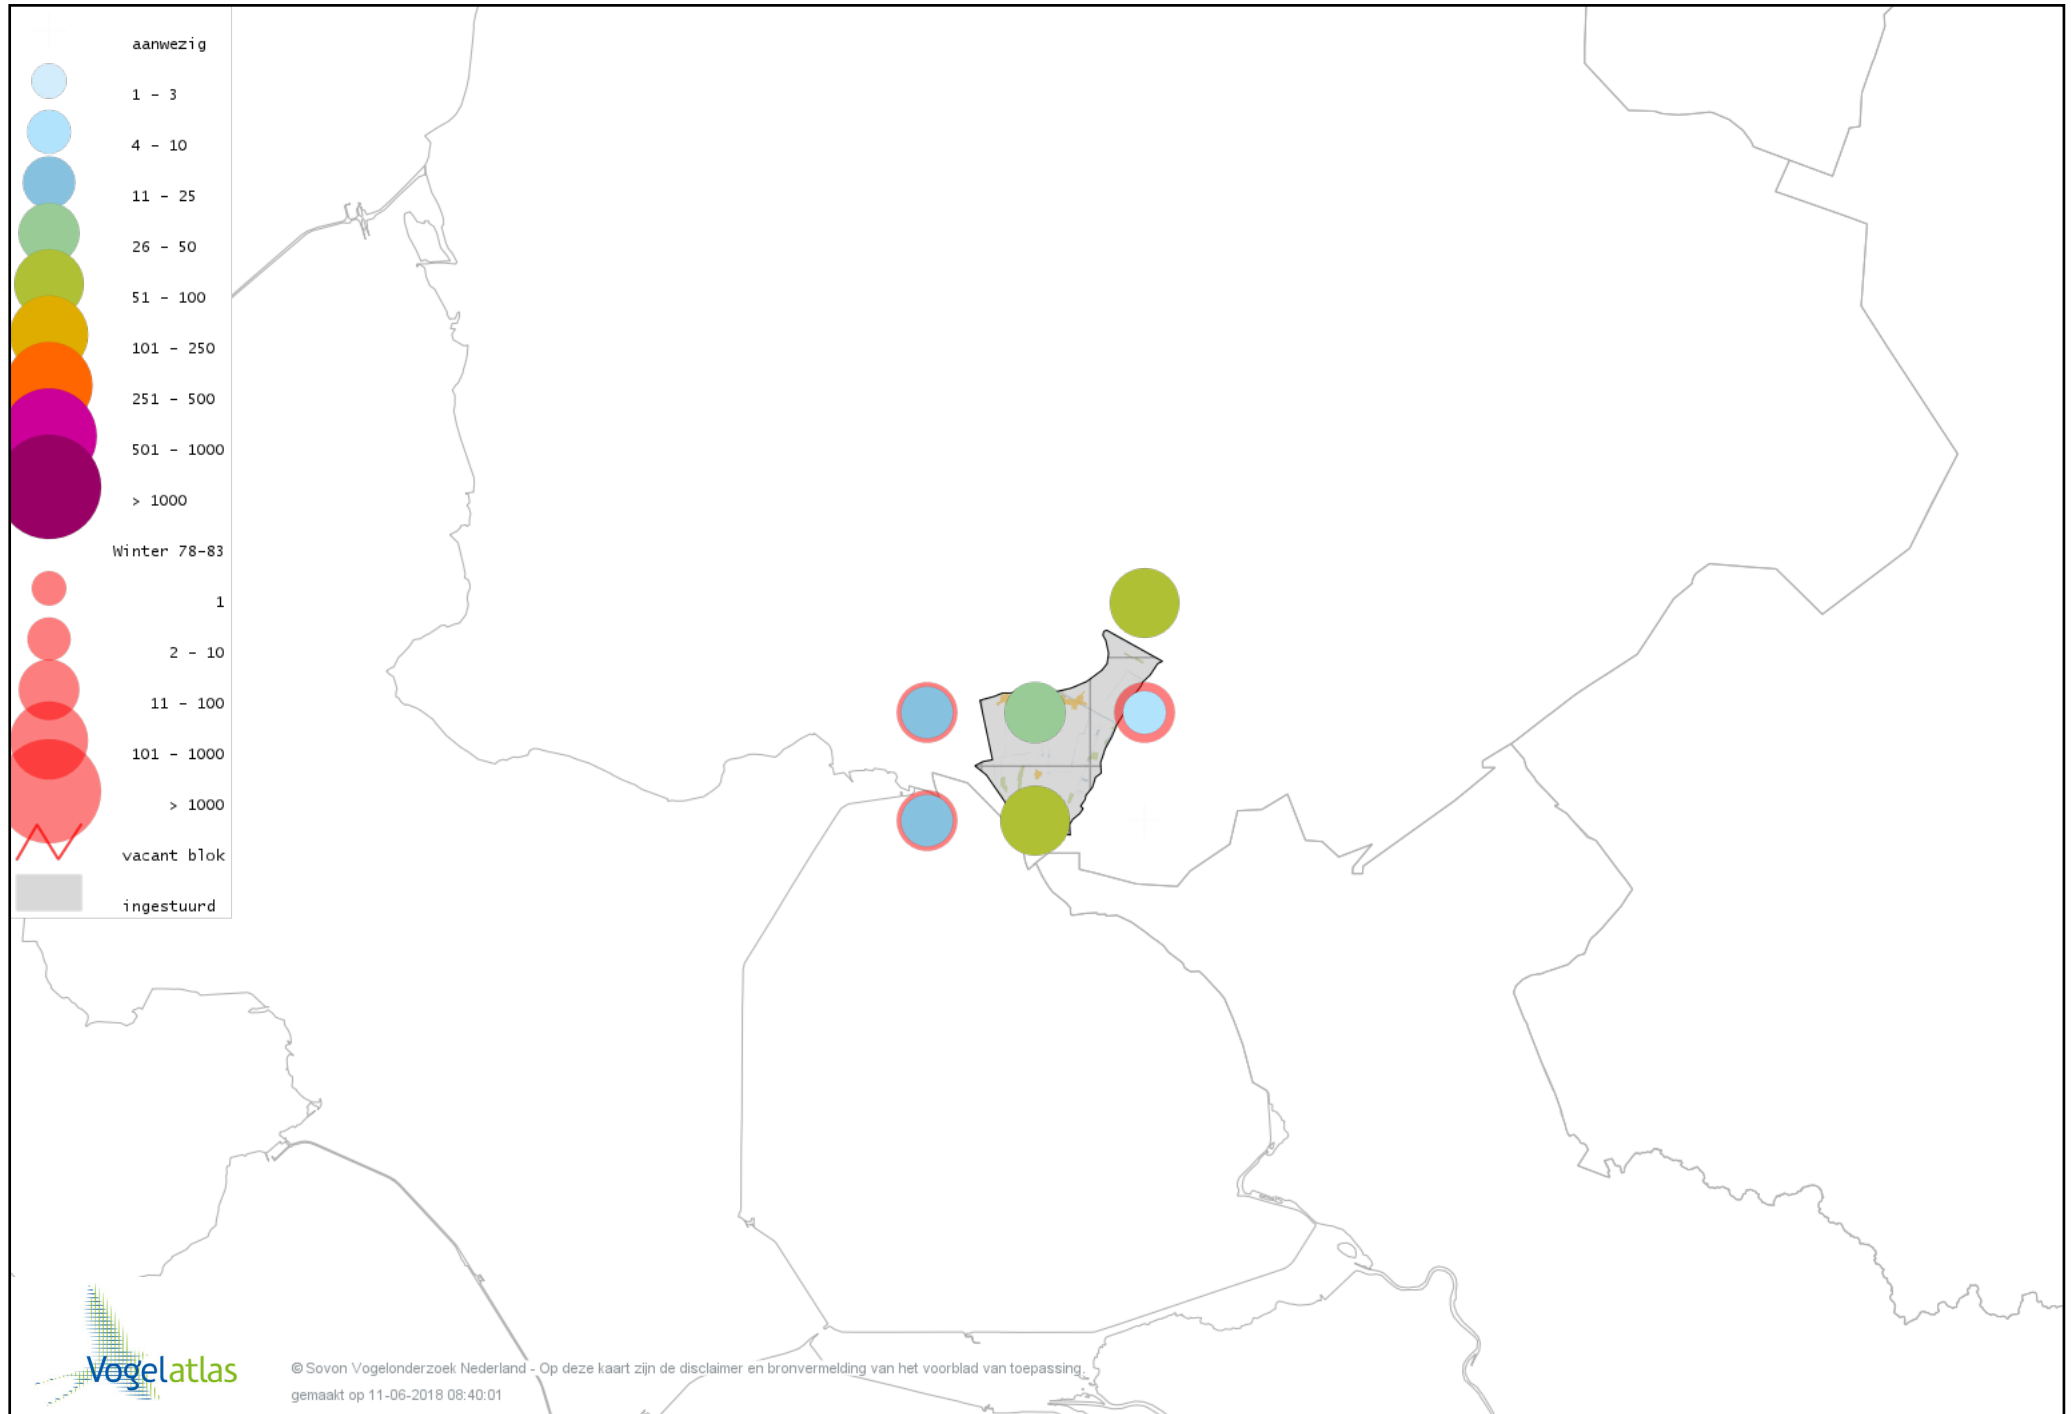 aanwezig
1 - 3
4 - 10
11 - 25
26 - 50
51 - 100
101 - 250
251 - 500
501 - 1000
> 1000
Winter 78-83
1
2 - 10
11 - 100
101 - 1000
> 1000
vacant blok
ingestuurd
Vogelatlas
© Sovon Vogelonderzoek Nederland - Op deze kaart zijn de disclaimer en bronvermelding van het voorblad van toepassing.
gemaakt op 11-06-2018 08:40:01